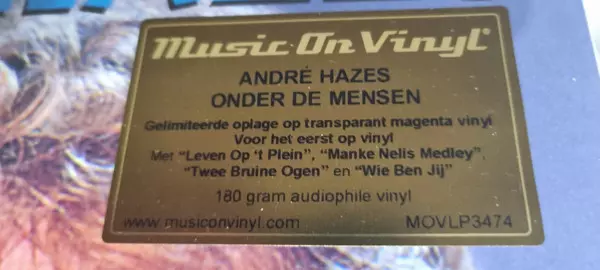 Music On Vinyl®
ANDRÉ HAZES
ONDER DE MENSEN
Gelimiteerde oplage op transparant magenta vinyl
Voor het eerst op vinyl
Met “Leven Op ‘t Plein”, “Manke Nelis Medley”,
“Twee Bruine Ogen” en “Wie Ben Jij”
180 gram audiophile vinyl
www.musiconvinyl.com MOVLP3474